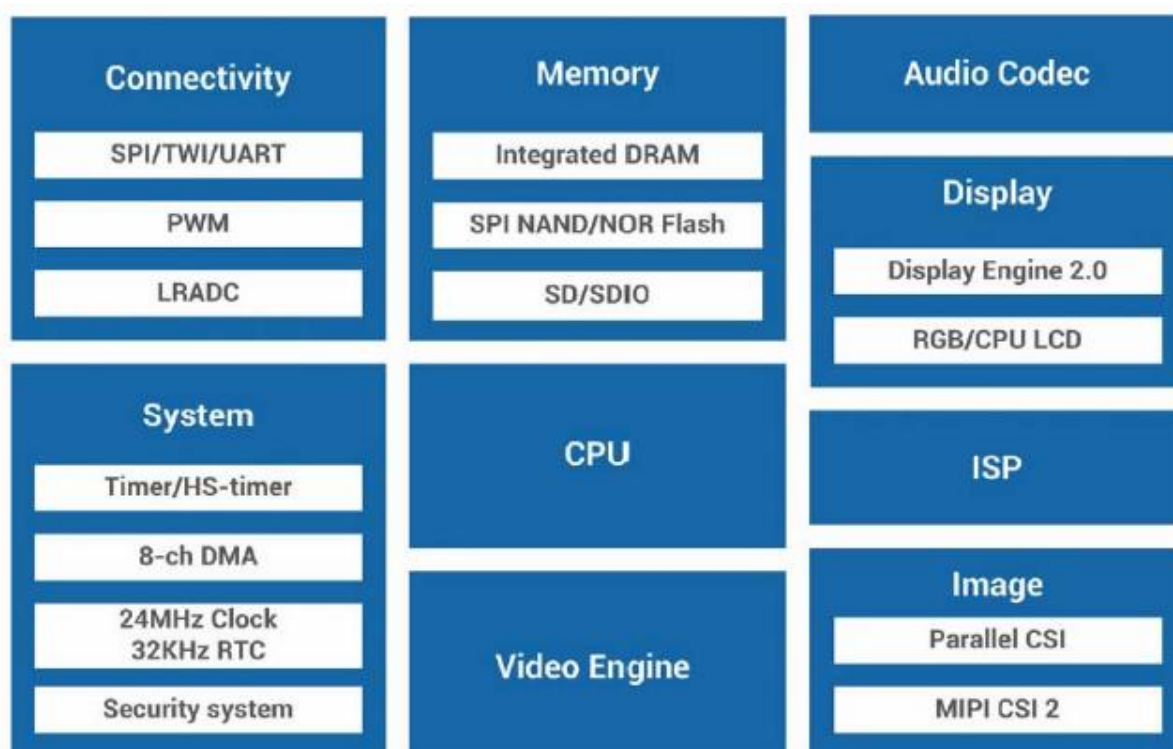 Connectivity
SPI/TWI/UART
PWM
LRADC
System
Timer/HS-timer
8-ch DMA
24MHz Clock
32KHz RTC
Security system
Memory
Integrated DRAM
SPI NAND/NOR Flash
SD/SDIO
CPU
Video Engine
Audio Codec
Display
Display Engine 2.0
RGB/CPU LCD
ISP
Image
Parallel CSI
MIPI CSI 2